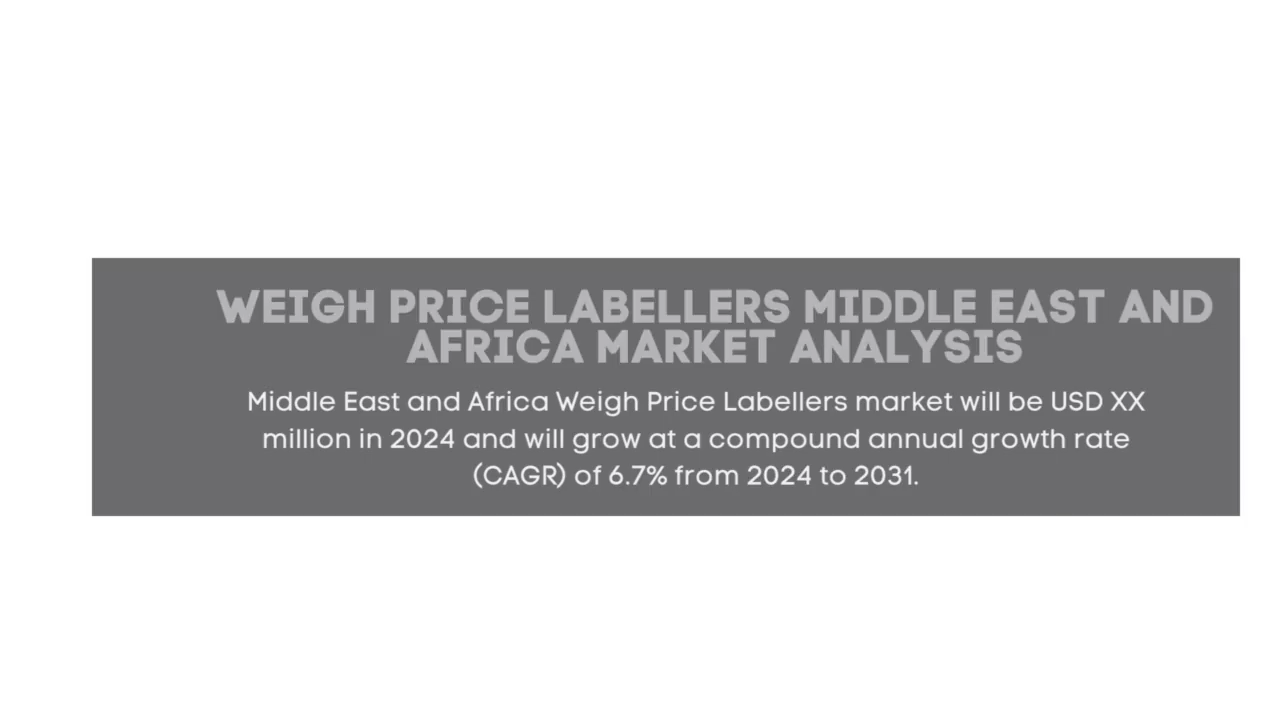 WEIGH PRICE LABELLERS MIDDLE EAST AND
AFRICA MARKET ANALYSIS
Middle East and Africa Weigh Price Labellers market will be USD XX
million in 2024 and will grow at a compound annual growth rate
(CAGR) of 6.7% from 2024 to 2031.